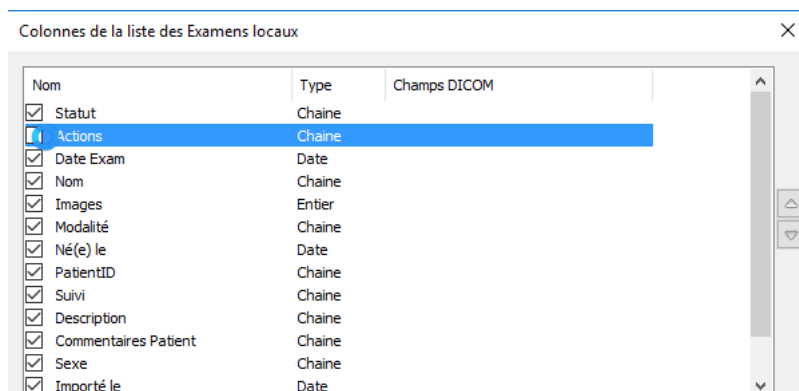 Colonnes de la liste des Examens locaux
Nom Type Champs DICOM
Statut Chaine
Actions Chaine
Date Exam Date
Nom Chaine
Images Entier
Modalité Chaine
Né(e) le Date
PatientID Chaine
Suivi Chaine
Description Chaine
Commentaires Patient Chaine
Sexe Chaine
Importé le Date